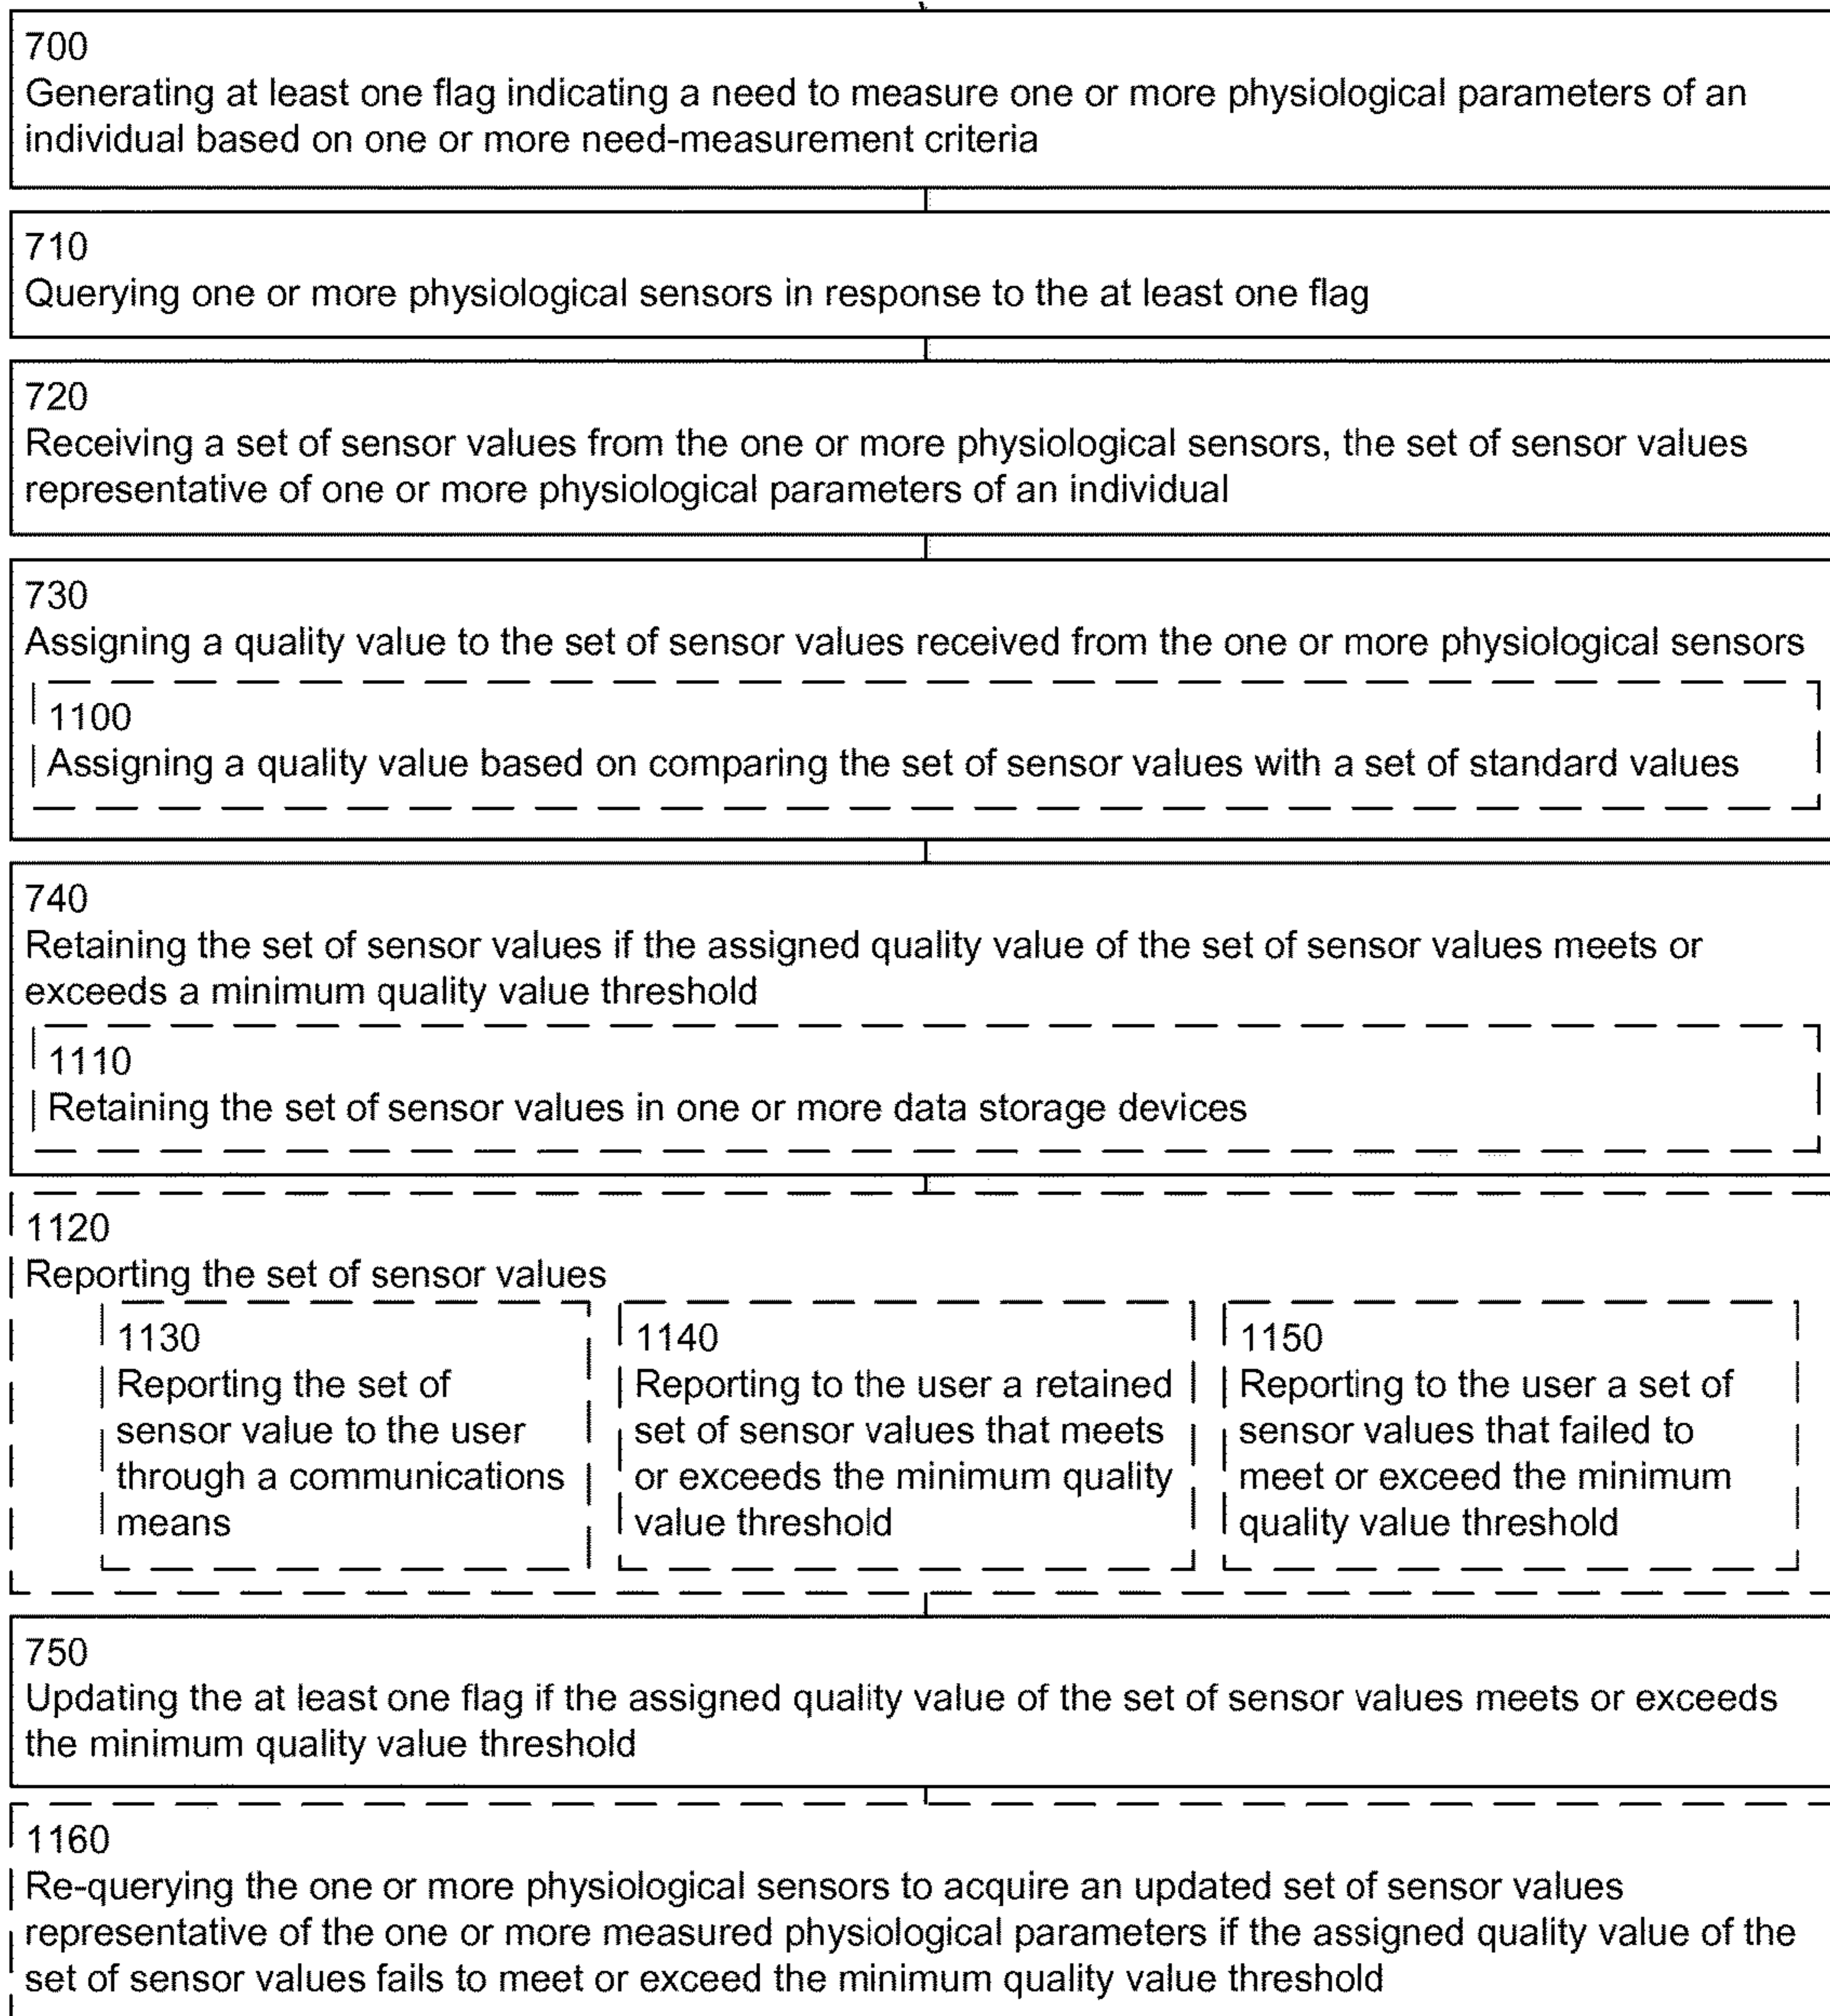 700
Generating at least one flag indicating a need to measure one or more physiological parameters of an
individual based on one or more need-measurement criteria
710
Querying one or more physiological sensors in response to the at least one flag
720
Receiving a set of sensor values from the one or more physiological sensors, the set of sensor values
representative of one or more physiological parameters of an individual
730
Assigning a quality value to the set of sensor values received from the one or more physiological sensors
1100
Assigning a quality value based on comparing the set of sensor values with a set of standard values
740
Retaining the set of sensor values if the assigned quality value of the set of sensor values meets or
exceeds a minimum quality value threshold
1110
Retaining the set of sensor values in one or more data storage devices
1120
Reporting the set of sensor values
1130
Reporting the set of
sensor value to the user
through a communications
means
1140
Reporting to the user a retained
set of sensor values that meets
or exceeds the minimum quality
value threshold
1150
Reporting to the user a set of
sensor values that failed to
meet or exceed the minimum
quality value threshold
750
Updating the at least one flag if the assigned quality value of the set of sensor values meets or exceeds
the minimum quality value threshold
1160
Re-querying the one or more physiological sensors to acquire an updated set of sensor values
representative of the one or more measured physiological parameters if the assigned quality value of the
set of sensor values fails to meet or exceed the minimum quality value threshold